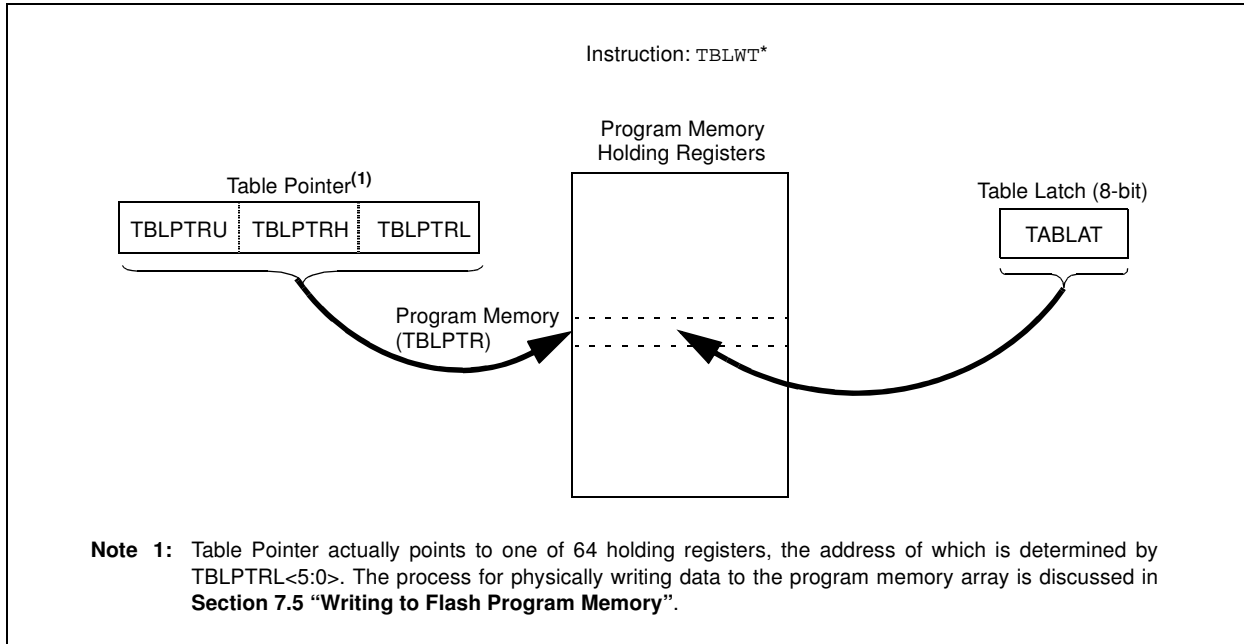 Instruction: TBLWT*
Program Memory
Holding Registers
Table Pointer(1)
Table Latch (8-bit)
TBLPTRU TBLPTRH TBLPTRL
TABLAT
Program Memory
(TBLPTR)
Note 1: Table Pointer actually points to one of 64 holding registers, the address of which is determined by
TBLPTRL<5:0>. The process for physically writing data to the program memory array is discussed in
Section 7.5 “Writing to Flash Program Memory”.